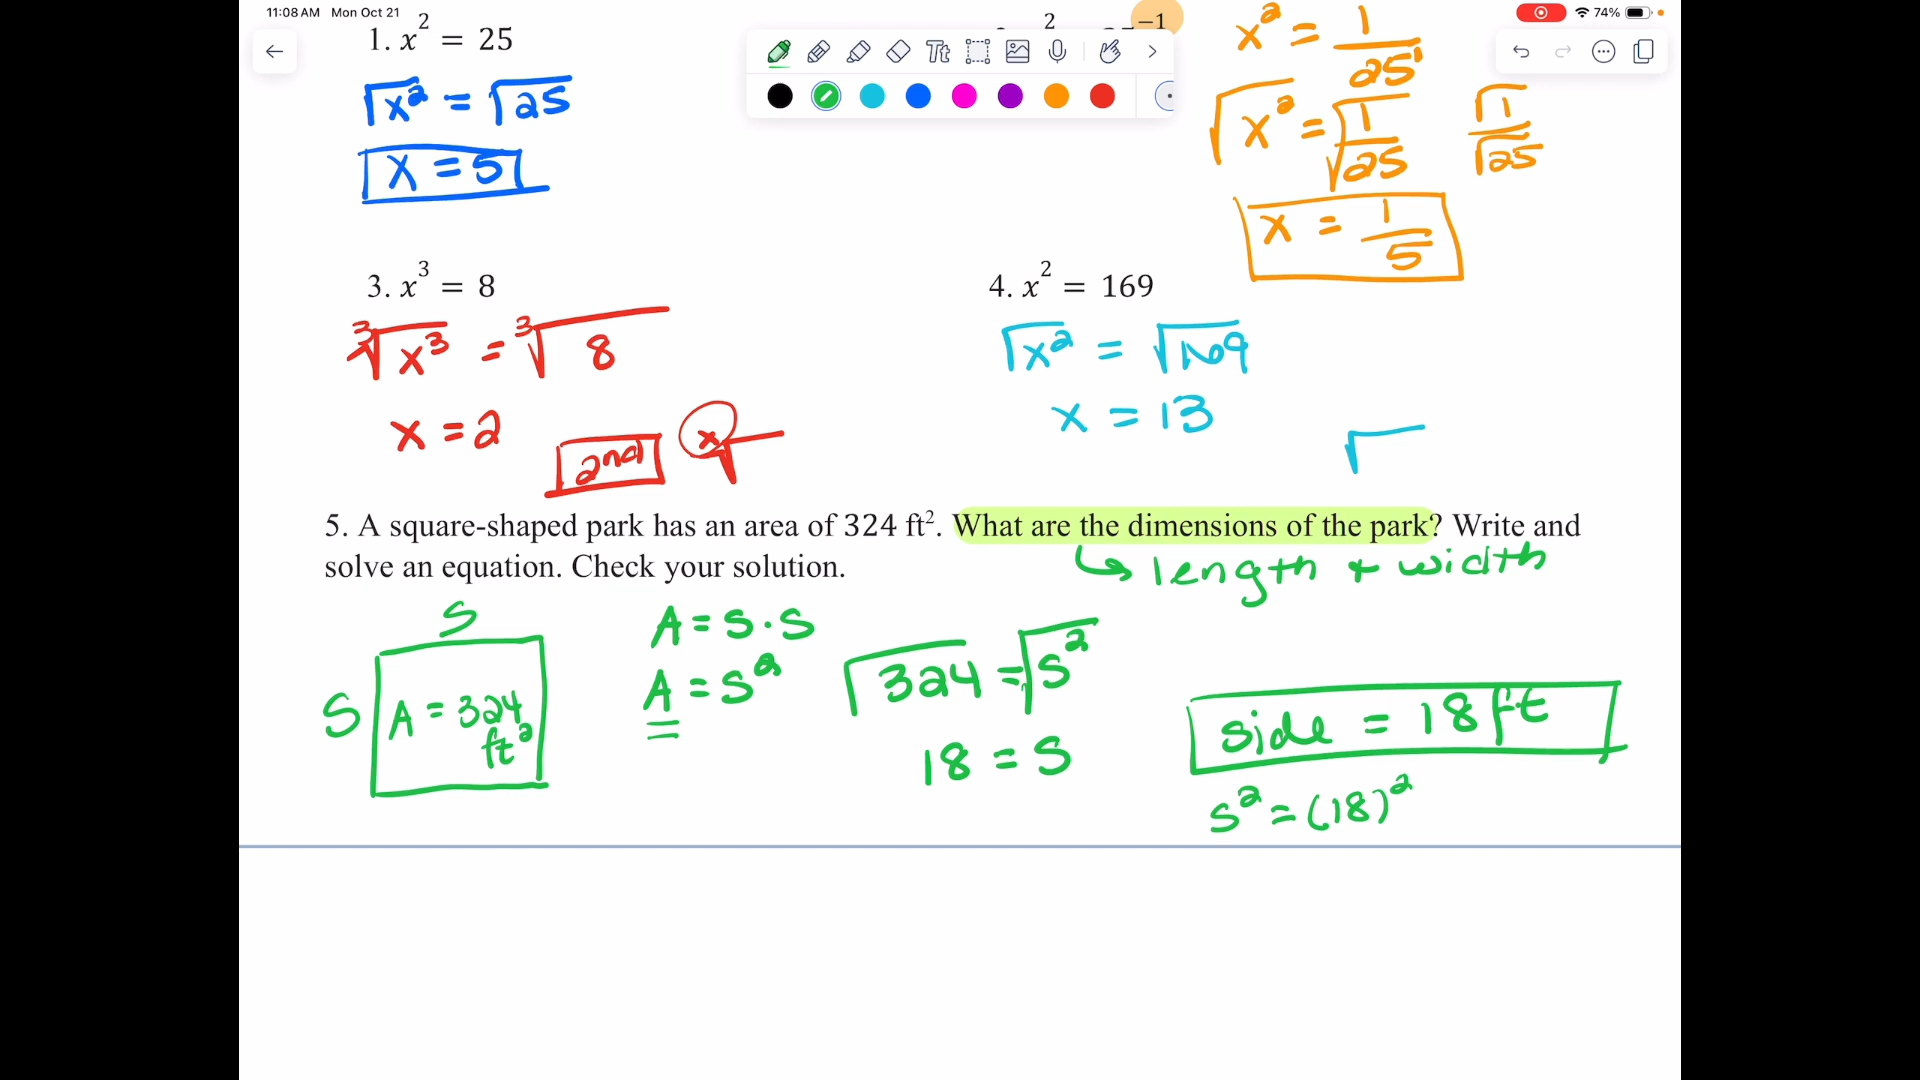 11:08 AM Mon Oct 21
74%
Tt
1. x² = 25
√x² = √25
x = 5
2
−1
x² = 1/25
√x² = √1/√25
√1/√25
x = 1/5
3. x³ = 8
∛x³ = ∛8
x = 2
2nd ˣ√
4. x² = 169
√x² = √169
x = 13
√
5. A square-shaped park has an area of 324 ft². What are the dimensions of the park? Write and
solve an equation. Check your solution.
↳ length + width
S
S
A = 324
ft²
A = S · S
A = S²
√324 = √S²
18 = S
side = 18 ft
S² = (18)²